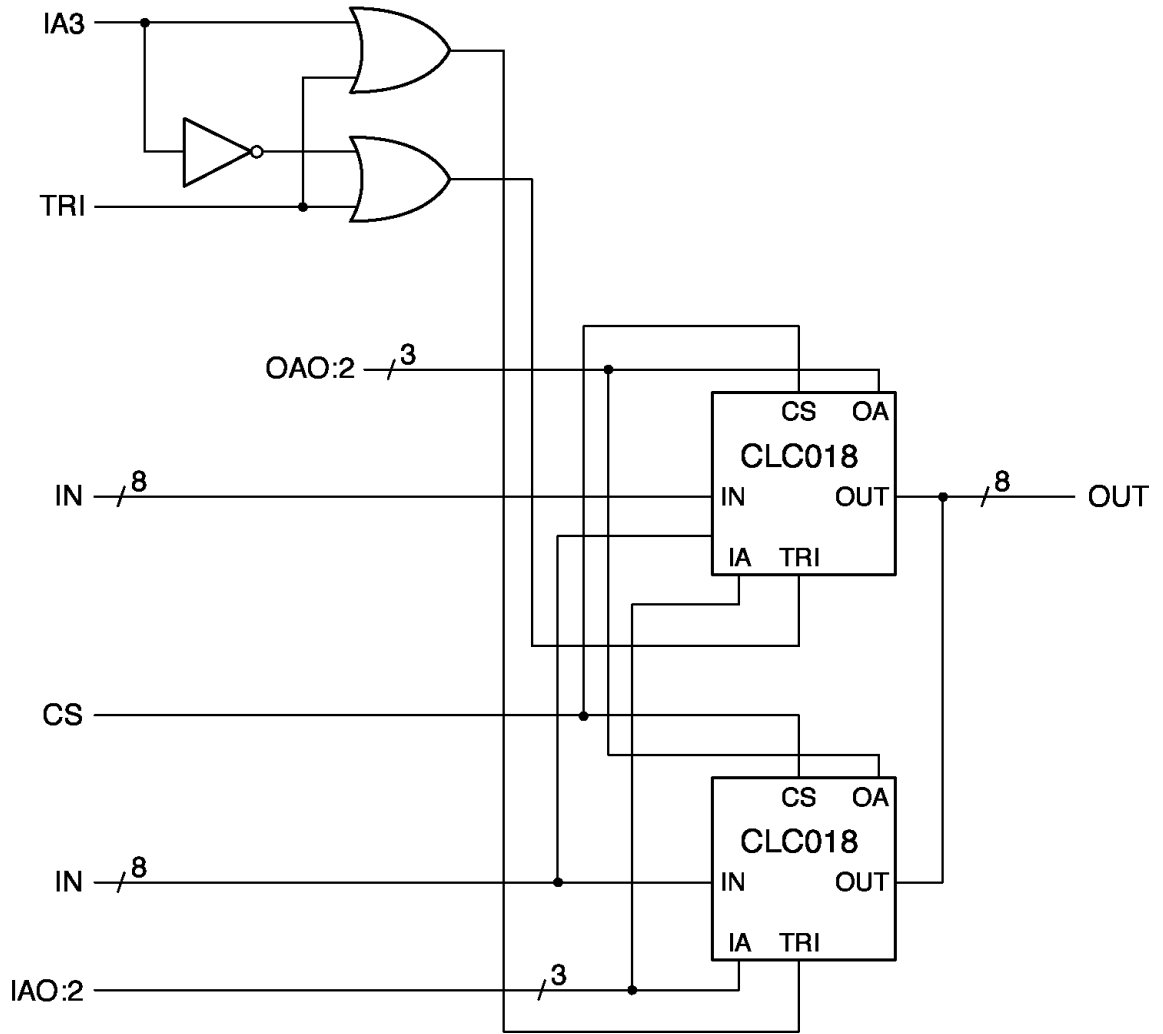 IA3
TRI
OAO:2
3
CS OA
CLC018
IN
8
IN
OUT
8
OUT
IA TRI
CS
CS OA
CLC018
IN
8
IN
OUT
IA TRI
IAO:2
3